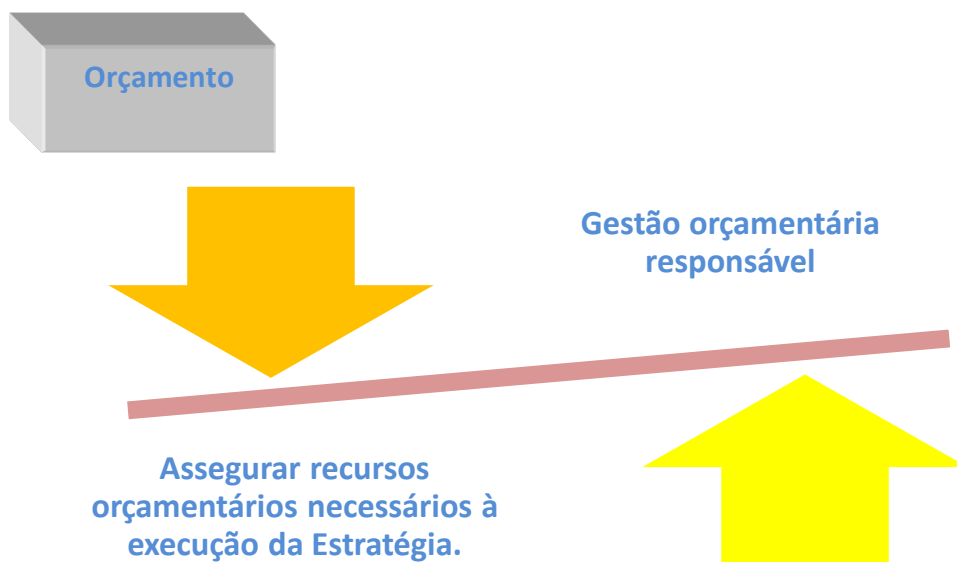 Orçamento
Gestão orçamentária
responsável
Assegurar recursos
orçamentários necessários à
execução da Estratégia.